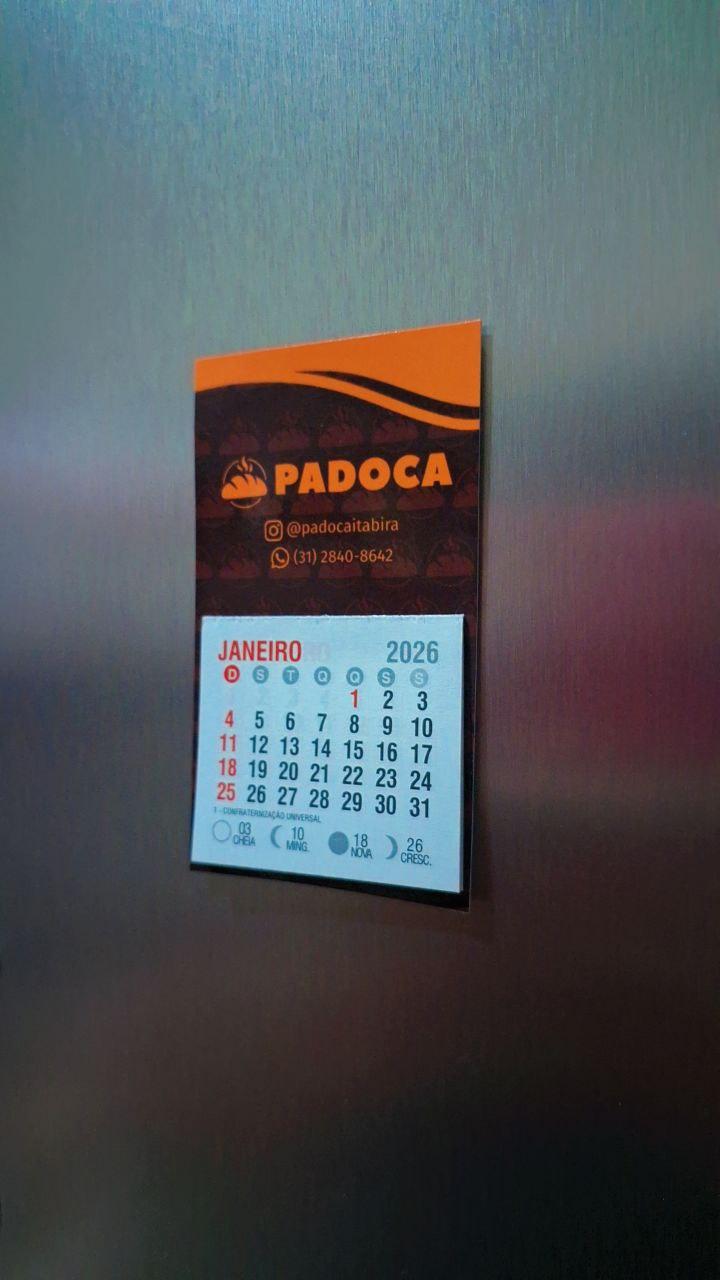 PADOCA
@padocaitabira
(31) 2840-8642
JANEIRO 2026
D S T Q Q S S
1 2 3
4 5 6 7 8 9 10
11 12 13 14 15 16 17
18 19 20 21 22 23 24
25 26 27 28 29 30 31
1 - CONFRATERNIZAÇÃO UNIVERSAL
03 CHEIA 10 MING. 18 NOVA 26 CRESC.